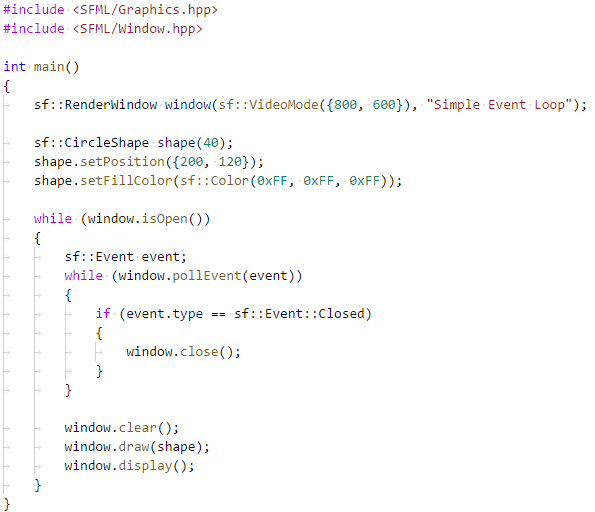 #include <SFML/Graphics.hpp>
#include <SFML/Window.hpp>

int main()
{
    sf::RenderWindow window(sf::VideoMode({800, 600}), "Simple Event Loop");

    sf::CircleShape shape(40);
    shape.setPosition({200, 120});
    shape.setFillColor(sf::Color(0xFF, 0xFF, 0xFF));

    while (window.isOpen())
    {
        sf::Event event;
        while (window.pollEvent(event))
        {
            if (event.type == sf::Event::Closed)
            {
                window.close();
            }
        }

        window.clear();
        window.draw(shape);
        window.display();
    }
}